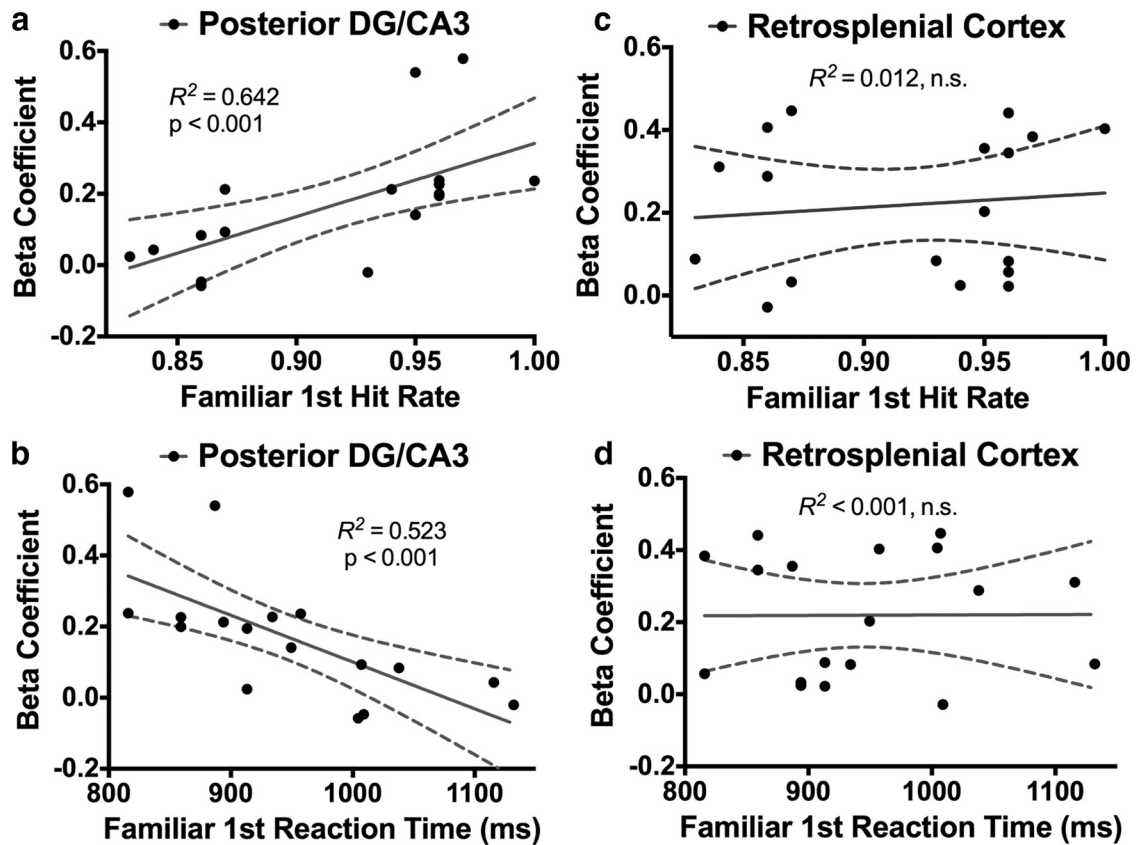 a
Posterior DG/CA3
0.6
0.4
0.2
0.0
-0.2
Beta Coefficient
R² = 0.642
p < 0.001
0.85 0.90 0.95 1.00
Familiar 1st Hit Rate
c
Retrosplenial Cortex
0.6
0.4
0.2
0.0
Beta Coefficient
R² = 0.012, n.s.
0.85 0.90 0.95 1.00
Familiar 1st Hit Rate
b
Posterior DG/CA3
0.6
0.4
0.2
0.0
-0.2
Beta Coefficient
R² = 0.523
p < 0.001
800 900 1000 1100
Familiar 1st Reaction Time (ms)
d
Retrosplenial Cortex
0.6
0.4
0.2
0.0
-0.2
Beta Coefficient
R² < 0.001, n.s.
800 900 1000 1100
Familiar 1st Reaction Time (ms)